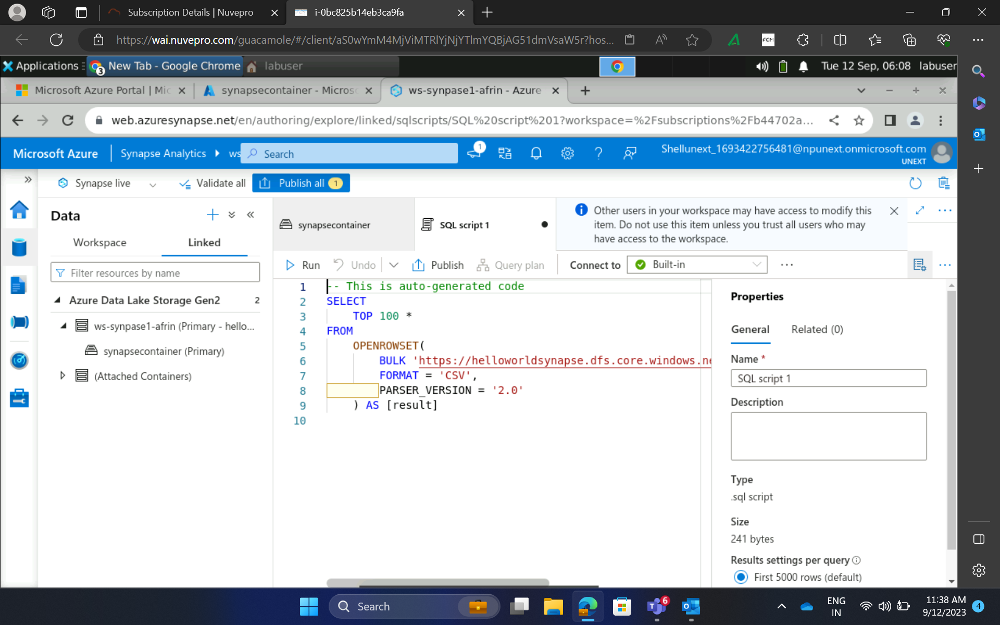 Subscription Details | Nuvepro
i-0bc825b14eb3ca9fa
https://wai.nuvepro.com/guacamole/#/client/aS0wYmM4MjViMTRlYjNjYTlmYQBjAG51dmVsaW5r?hos...
Applications
3
New Tab - Google Chrome
labuser
Tue 12 Sep, 06:08 labuser
Microsoft Azure Portal | Mic
synapsecontainer - Microso
ws-synpase1-afrin - Azure
web.azuresynapse.net/en/authoring/explore/linked/sqlscripts/SQL%20script%201?workspace=%2Fsubscriptions%2Fb44702a...
Microsoft Azure
Synapse Analytics
ws
Search
1
Shellunext_1693422756481@npunext.onmicrosoft.com
UNEXT
Synapse live
Validate all
Publish all 1
Data
Workspace
Linked
Filter resources by name
Azure Data Lake Storage Gen2 2
ws-synpase1-afrin (Primary - hello...
synapsecontainer (Primary)
(Attached Containers)
synapsecontainer
SQL script 1
Other users in your workspace may have access to modify this
item. Do not use this item unless you trust all users who may
have access to the workspace.
Run
Undo
Publish
Query plan
Connect to
Built-in
1 -- This is auto-generated code
2 SELECT
3 TOP 100 *
4 FROM
5 OPENROWSET(
6 BULK 'https://helloworldsynapse.dfs.core.windows.ne
7 FORMAT = 'CSV',
8 PARSER_VERSION = '2.0'
9 ) AS [result]
10
Properties
General
Related (0)
Name *
SQL script 1
Description
Type
.sql script
Size
241 bytes
Results settings per query
First 5000 rows (default)
Search
6
ENG
IN
11:38 AM
9/12/2023
4